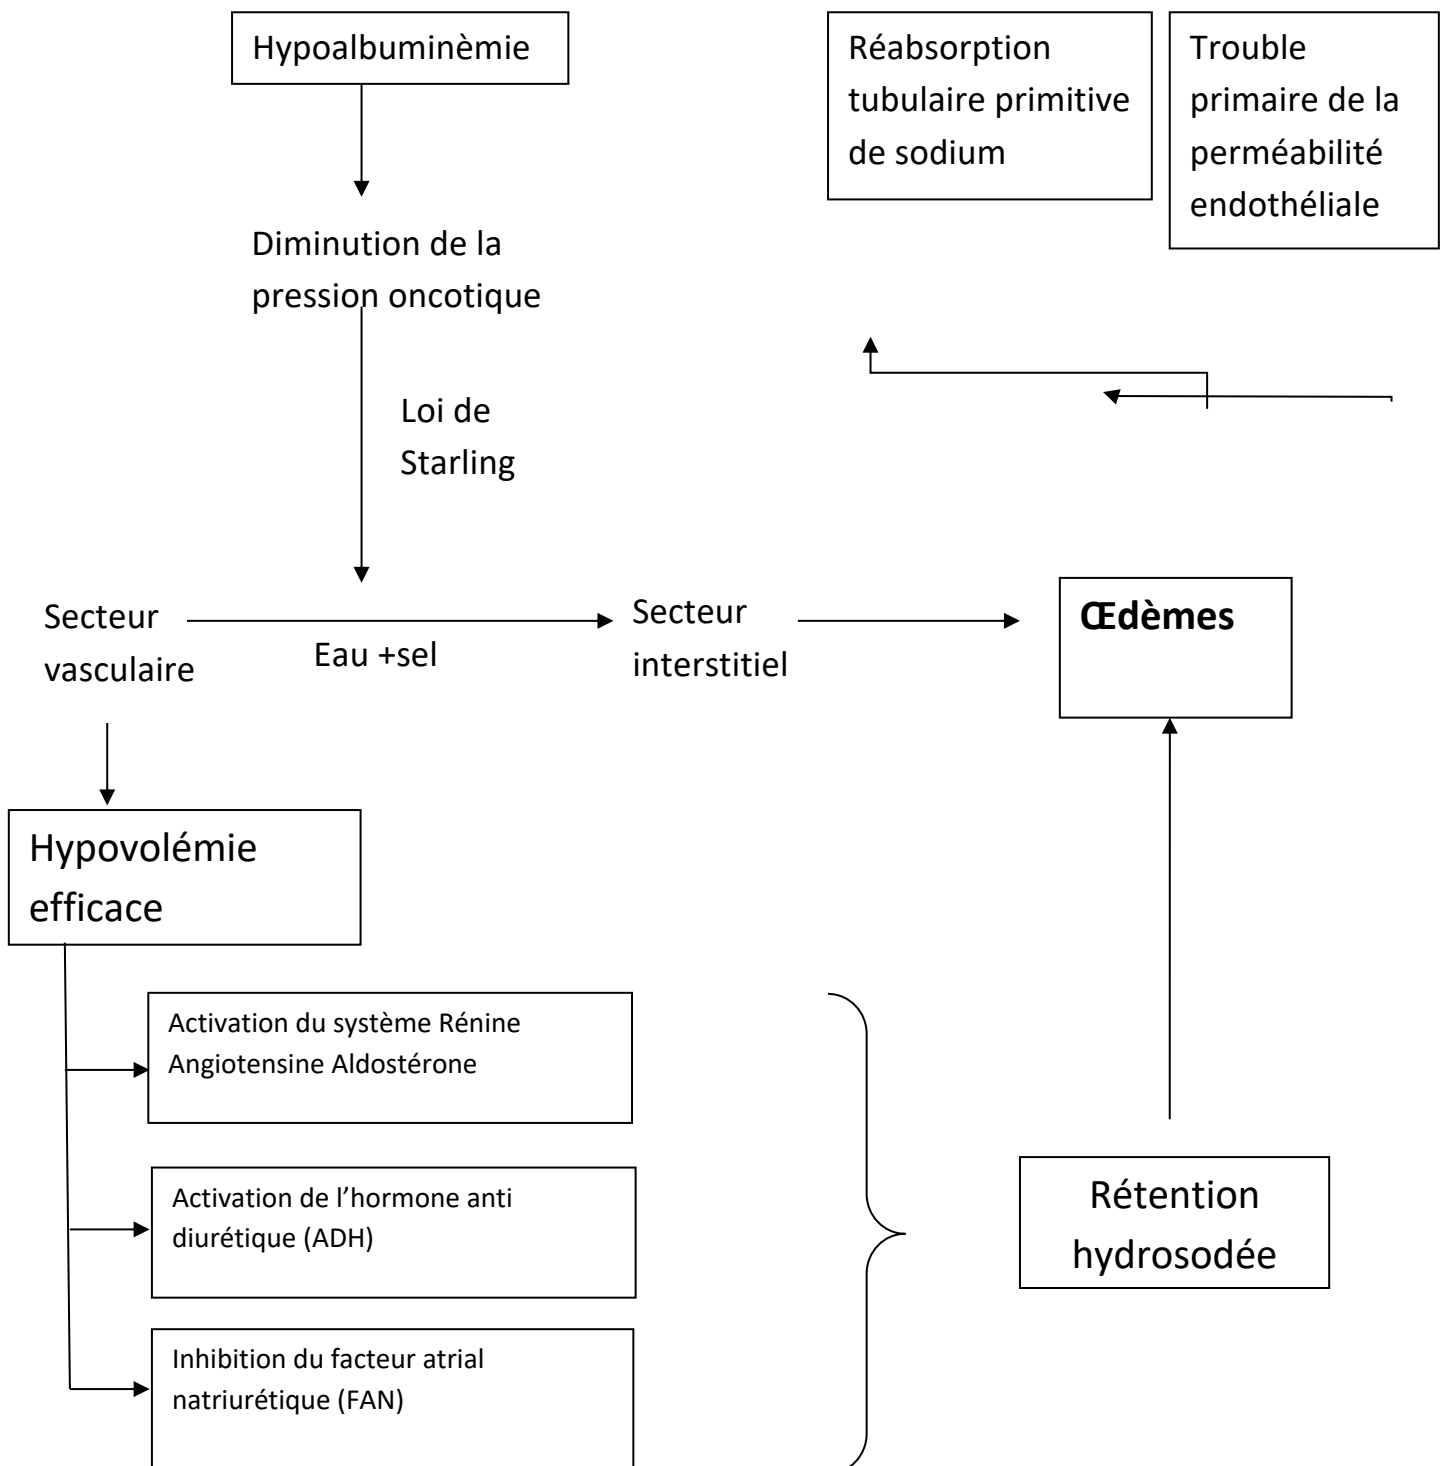 Hypoalbuminèmie
Réabsorption
tubulaire primitive
de sodium
Trouble
primaire de la
perméabilité
endothéliale
Diminution de la
pression oncotique
Loi de
Starling
Secteur
vasculaire
Eau +sel
Secteur
interstitiel
Œdèmes
Hypovolémie
efficace
Activation du système Rénine
Angiotensine Aldostérone
Activation de l’hormone anti
diurétique (ADH)
Rétention
hydrosodée
Inhibition du facteur atrial
natriurétique (FAN)